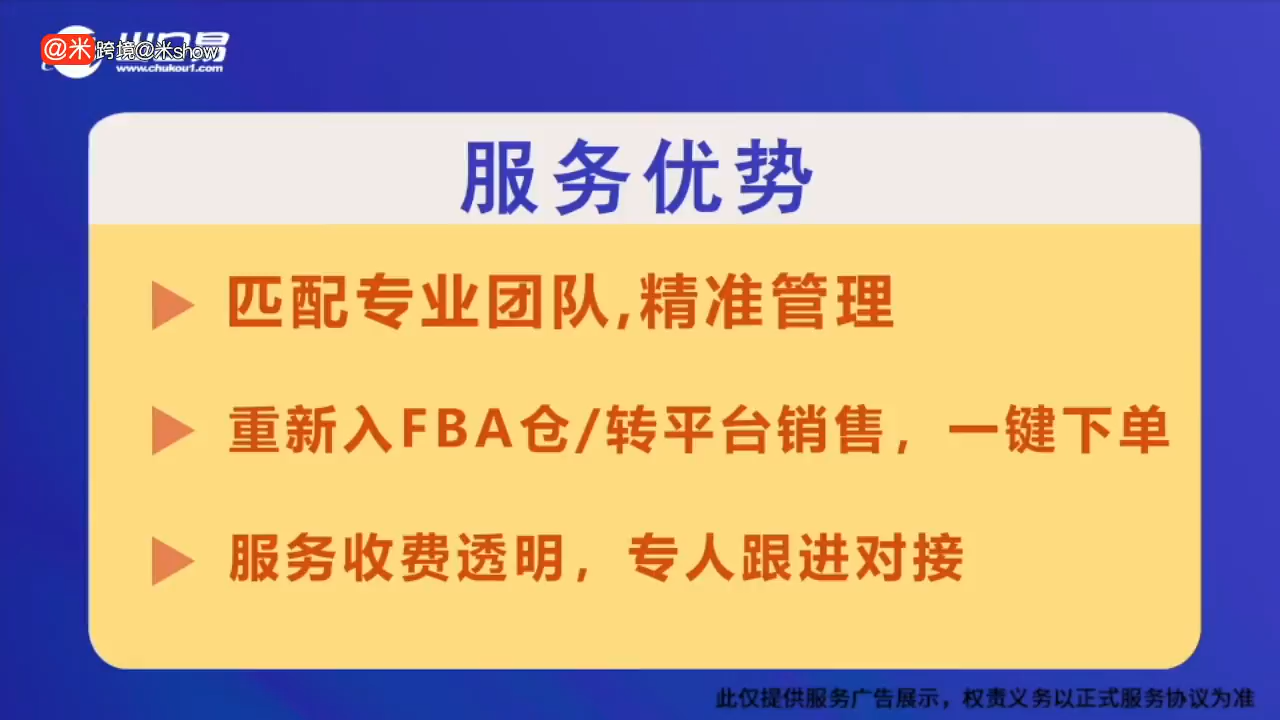 @米 跨境@米show
www.chukou1.com
服务优势
匹配专业团队,精准管理
重新入FBA仓/转平台销售，一键下单
服务收费透明，专人跟进对接
此仅提供服务广告展示，权责义务以正式服务协议为准